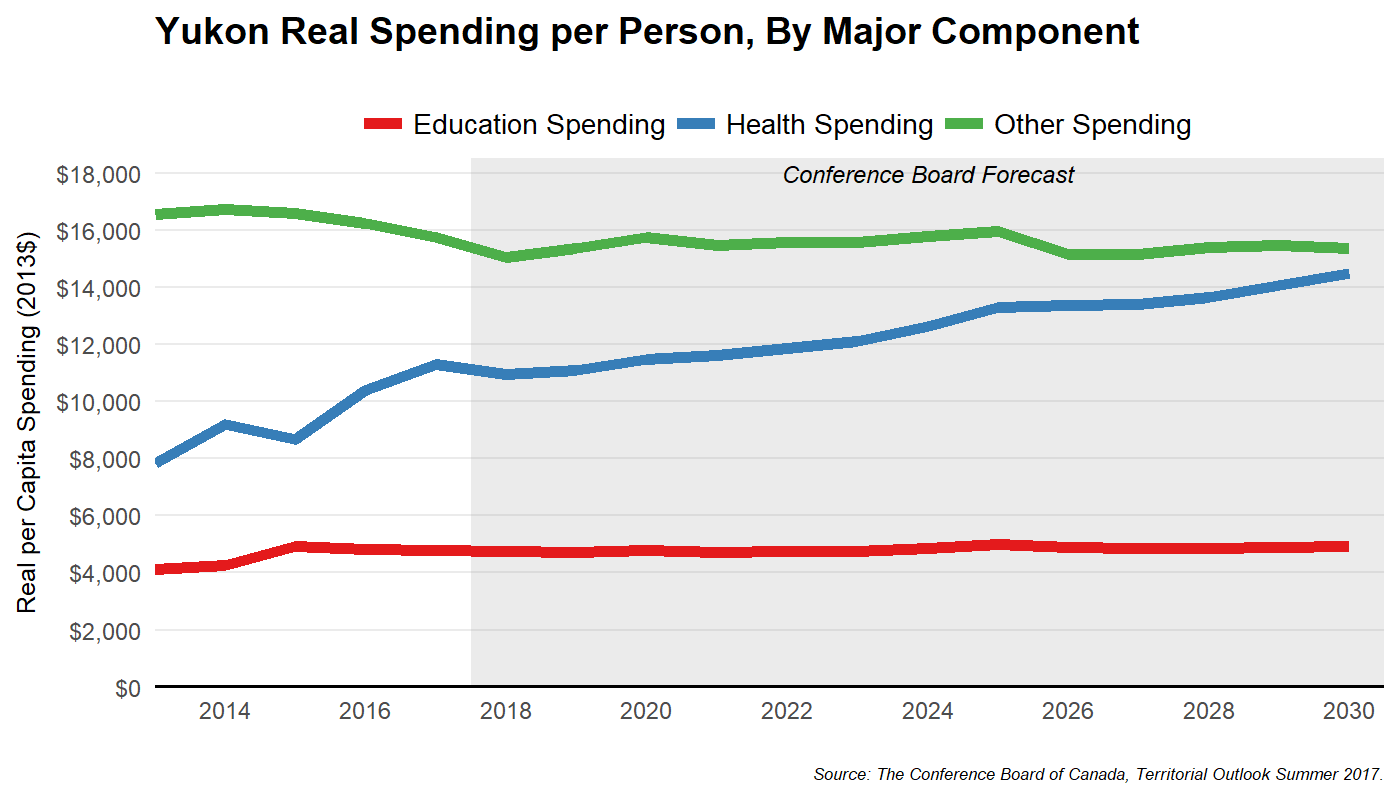 Yukon Real Spending per Person, By Major Component
Education Spending Health Spending Other Spending
Conference Board Forecast
Real per Capita Spending (2013$)
$18,000
$16,000
$14,000
$12,000
$10,000
$8,000
$6,000
$4,000
$2,000
$0
2014 2016 2018 2020 2022 2024 2026 2028 2030
Source: The Conference Board of Canada, Territorial Outlook Summer 2017.